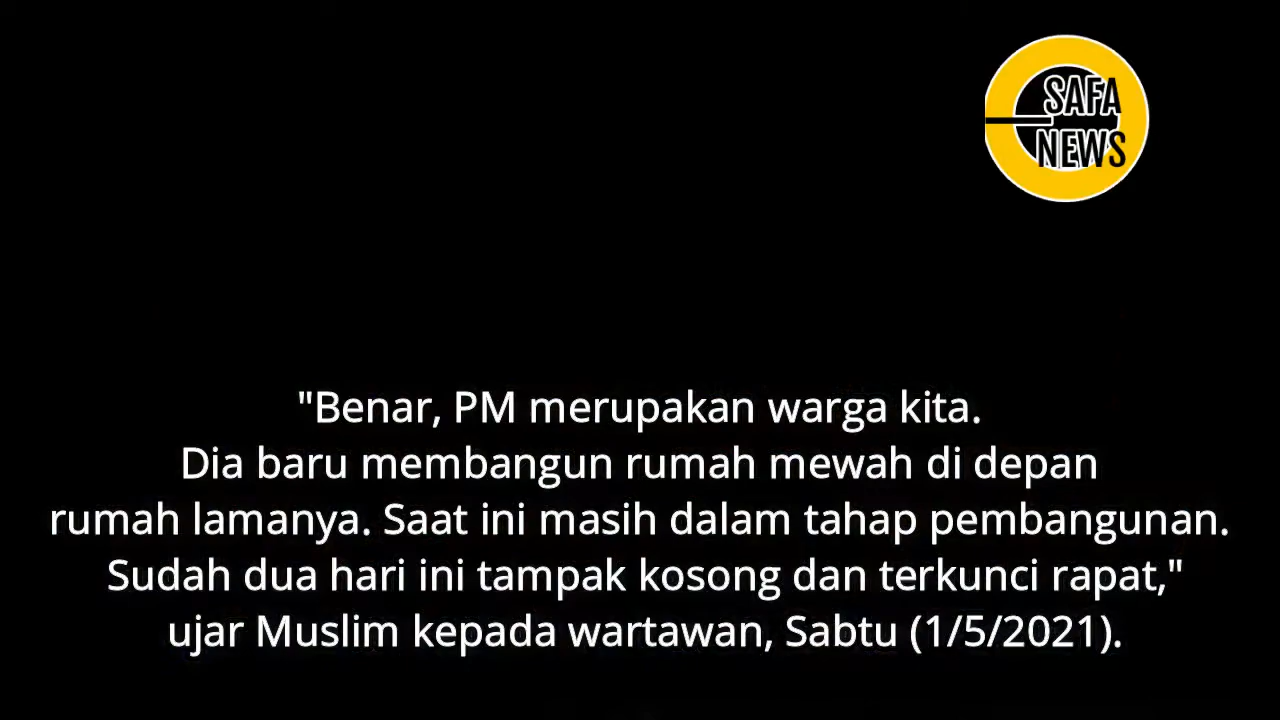 SAFA
NEWS
"Benar, PM merupakan warga kita.
Dia baru membangun rumah mewah di depan
rumah lamanya. Saat ini masih dalam tahap pembangunan.
Sudah dua hari ini tampak kosong dan terkunci rapat,"
ujar Muslim kepada wartawan, Sabtu (1/5/2021).